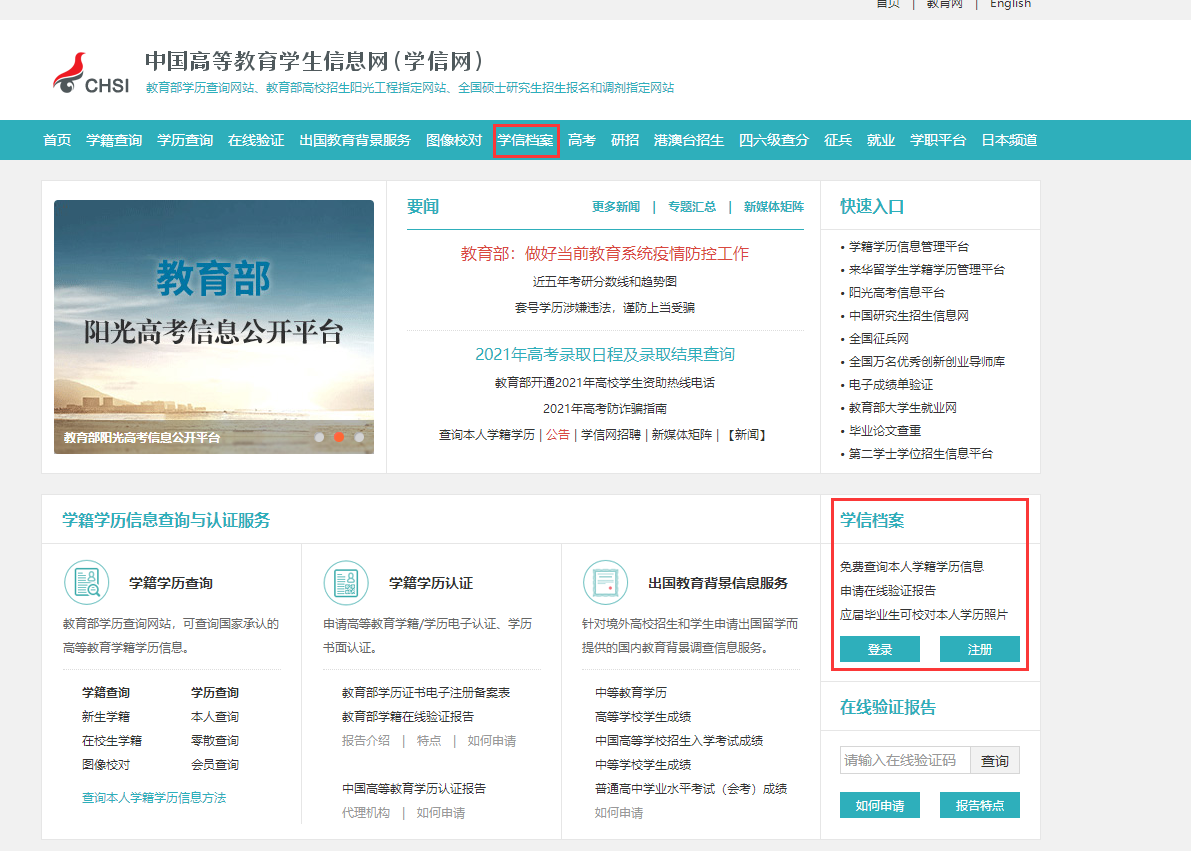 首页 | 教育网 | English
中国高等教育学生信息网(学信网)
CHSI
教育部学历查询网站、教育部高校招生阳光工程指定网站、全国硕士研究生招生报名和调剂指定网站
首页 学籍查询 学历查询 在线验证 出国教育背景服务 图像校对 学信档案 高考 研招 港澳台招生 四六级查分 征兵 就业 学职平台 日本频道
教育部
阳光高考信息公开平台
教育部阳光高考信息公开平台
要闻
更多新闻 | 专题汇总 | 新媒体矩阵
教育部：做好当前教育系统疫情防控工作
近五年考研分数线和趋势图
套号学历涉嫌违法，谨防上当受骗
2021年高考录取日程及录取结果查询
教育部开通2021年高校学生资助热线电话
2021年高考防诈骗指南
查询本人学籍学历 | 公告 | 学信网招聘 | 新媒体矩阵 | 【新闻】
快速入口
• 学籍学历信息管理平台
• 来华留学生学籍学历管理平台
• 阳光高考信息平台
• 中国研究生招生信息网
• 全国征兵网
• 全国万名优秀创新创业导师库
• 电子成绩单验证
• 教育部大学生就业网
• 毕业论文查重
• 第二学士学位招生信息平台
学籍学历信息查询与认证服务
学籍学历查询
教育部学历查询网站，可查询国家承认的
高等教育学籍学历信息。
学籍查询 学历查询
新生学籍 本人查询
在校生学籍 零散查询
图像校对 会员查询
查询本人学籍学历信息方法
学籍学历认证
申请高等教育学籍/学历电子认证、学历
书面认证。
教育部学历证书电子注册备案表
教育部学籍在线验证报告
报告介绍 | 特点 | 如何申请
中国高等教育学历认证报告
代理机构 | 如何申请
出国教育背景信息服务
针对境外高校招生和学生申请出国留学而
提供的国内教育背景调查信息服务。
中等教育学历
高等学校学生成绩
中国高等学校招生入学考试成绩
中等学校学生成绩
普通高中学业水平考试（会考）成绩
如何申请
学信档案
免费查询本人学籍学历信息
申请在线验证报告
应届毕业生可校对本人学历照片
登录 注册
在线验证报告
请输入在线验证码 查询
如何申请 报告特点